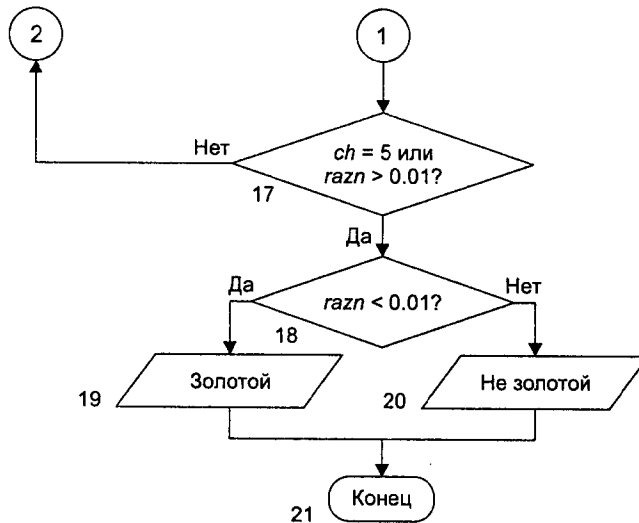 2
1
Нет
ch = 5 или
razn > 0.01?
17
Да
Да
razn < 0.01?
Нет
18
Золотой
Не золотой
19
20
Конец
21